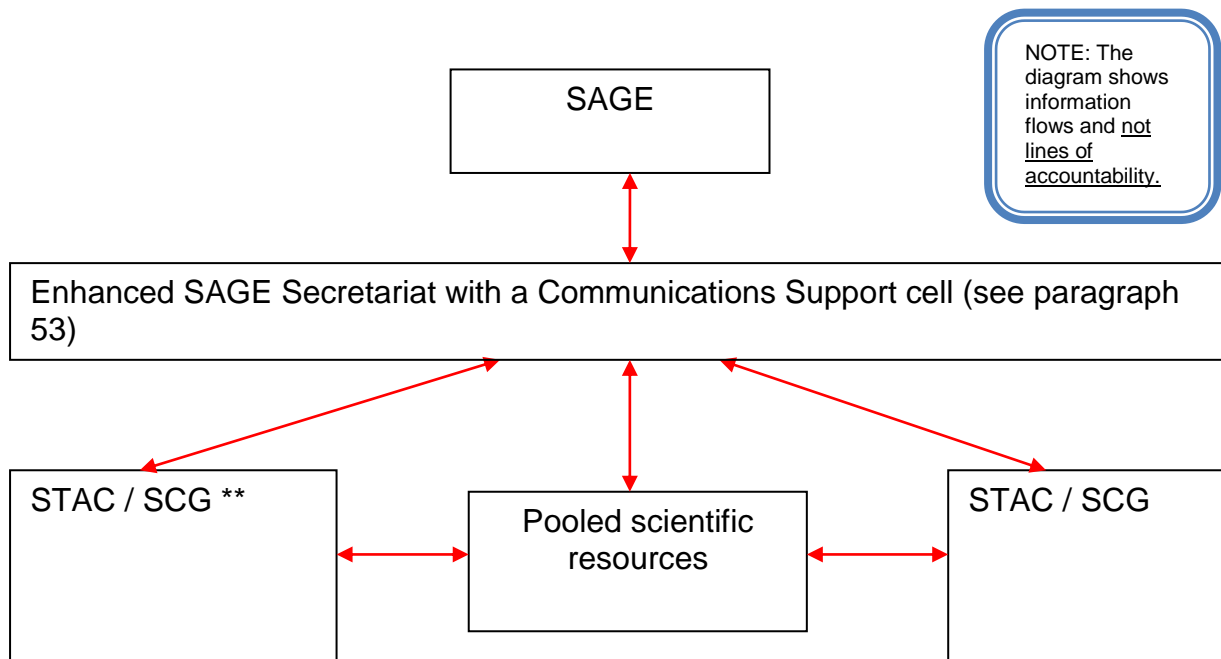 SAGE
NOTE: The
diagram shows
information
flows and not
lines of
accountability.
Enhanced SAGE Secretariat with a Communications Support cell (see paragraph
53)
STAC / SCG **
Pooled scientific
resources
STAC / SCG